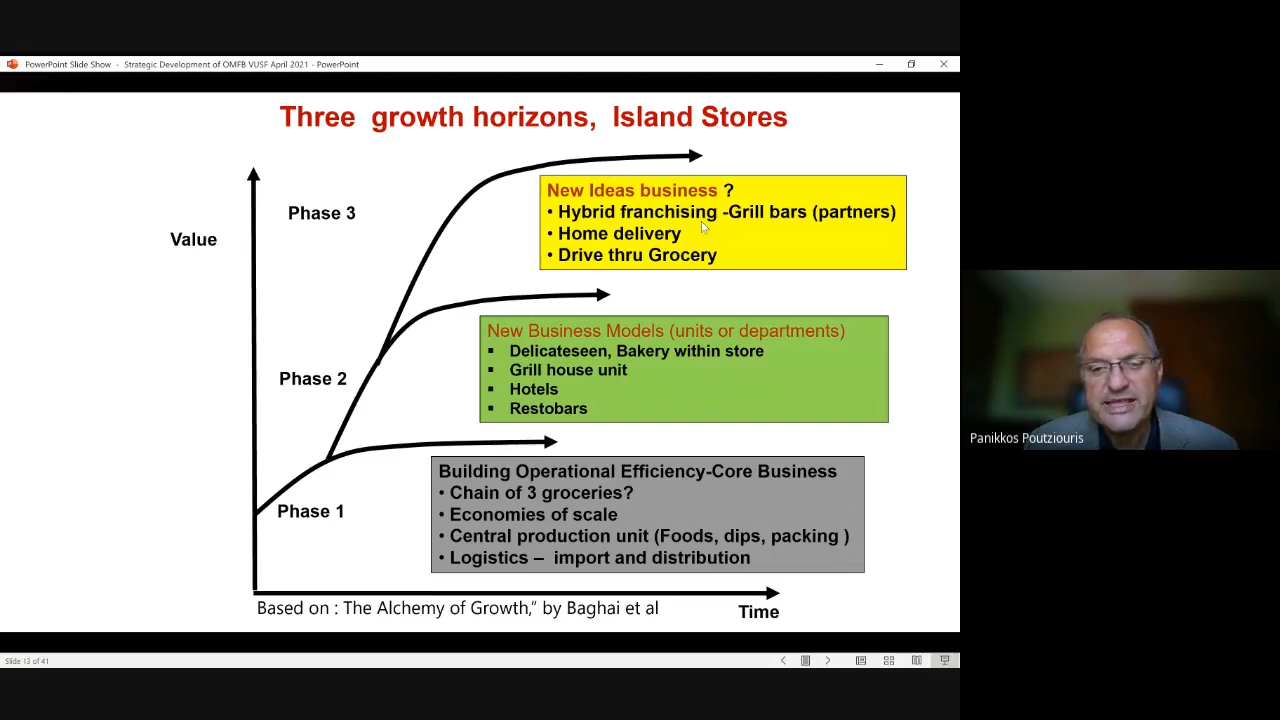 PowerPoint Slide Show - Strategic Development of OMFB VUSF April 2021 - PowerPoint
Three growth horizons, Island Stores
Phase 3
Value
New Ideas business ?
• Hybrid franchising -Grill bars (partners)
• Home delivery
• Drive thru Grocery
Phase 2
New Business Models (units or departments)
▪ Delicateseen, Bakery within store
▪ Grill house unit
▪ Hotels
▪ Restobars
Panikkos Poutziouris
Phase 1
Building Operational Efficiency-Core Business
• Chain of 3 groceries?
• Economies of scale
• Central production unit (Foods, dips, packing )
• Logistics – import and distribution
Based on : The Alchemy of Growth,” by Baghai et al
Time
Slide 13 of 41